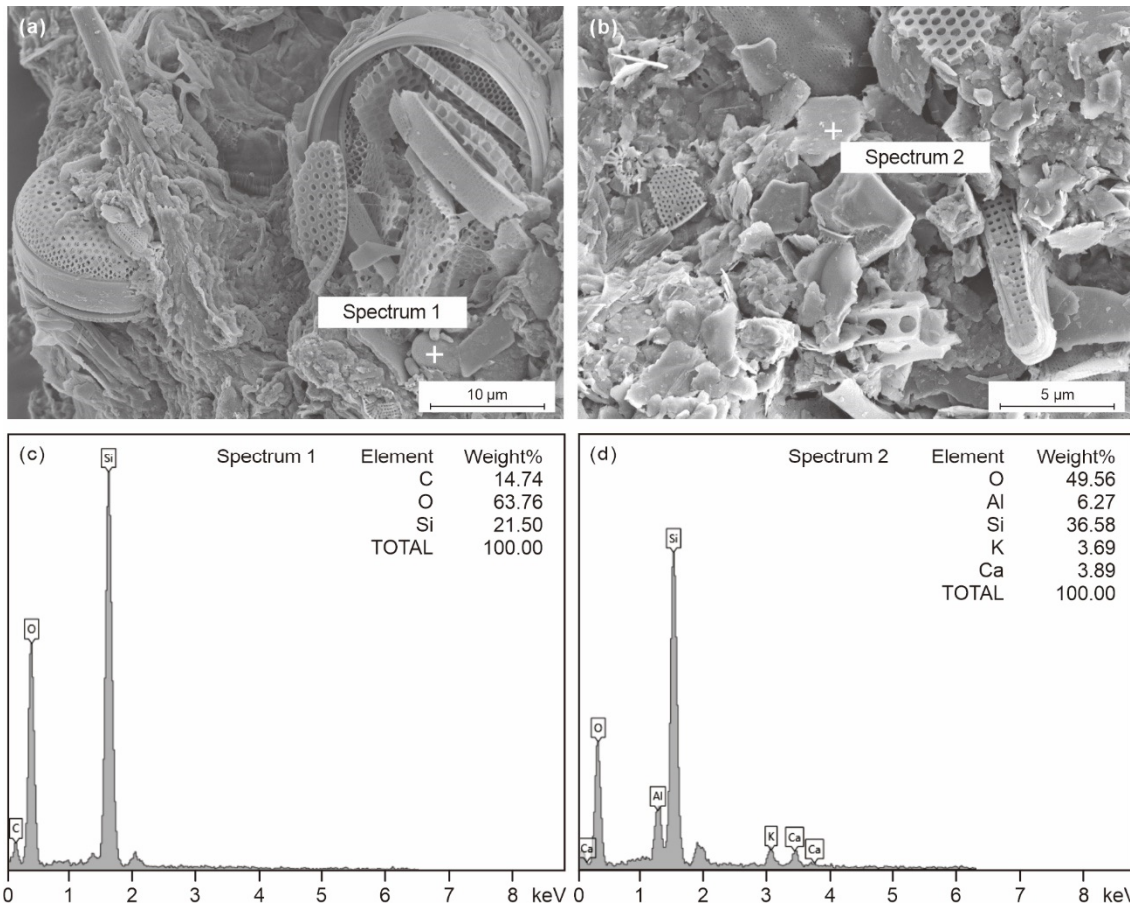 (a)
Spectrum 1
10 µm
(b)
Spectrum 2
5 µm
(c)
Spectrum 1 Element Weight%
C 14.74
O 63.76
Si 21.50
TOTAL 100.00
Si
O
C
0 1 2 3 4 5 6 7 8 keV
(d)
Spectrum 2 Element Weight%
O 49.56
Al 6.27
Si 36.58
K 3.69
Ca 3.89
TOTAL 100.00
Si
O
Al
K
Ca
Ca
Ca
0 1 2 3 4 5 6 7 8 keV